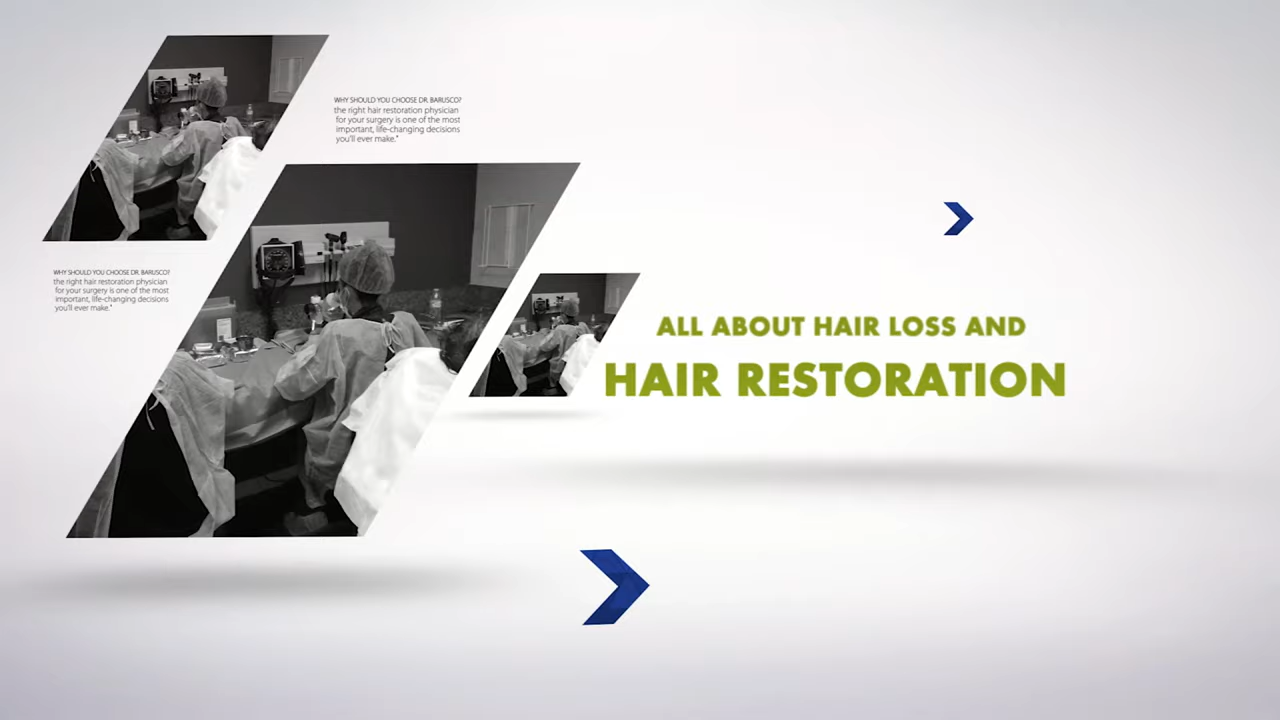 WHY SHOULD YOU CHOOSE DR. BARUSCO?
the right hair restoration physician
for your surgery is one of the most
important, life-changing decisions
you'll ever make."
WHY SHOULD YOU CHOOSE DR. BARUSCO?
the right hair restoration physician
for your surgery is one of the most
important, life-changing decisions
you'll ever make."
ALL ABOUT HAIR LOSS AND
HAIR RESTORATION